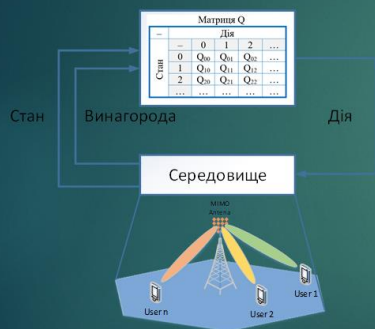 Матриця Q
– Дія
Стан
– 0 1 2 ...
0 Q00 Q01 Q02 ...
1 Q10 Q11 Q12 ...
2 Q20 Q21 Q22 ...
... ... ... ...
Стан Винагорода Дія
Середовище
MIMO
Antenna
User n
User 2
User 1